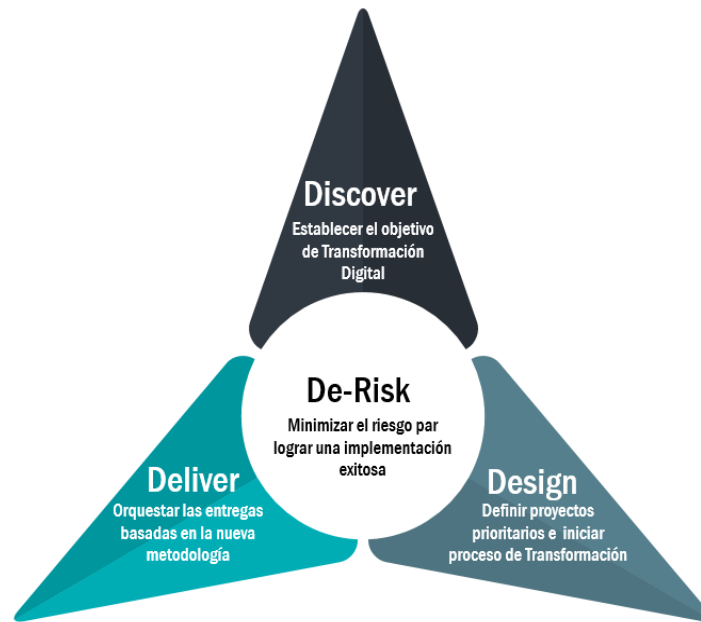 Discover
Establecer el objetivo
de Transformación
Digital
De-Risk
Minimizar el riesgo par
lograr una implementación
exitosa
Deliver
Orquestar las entregas
basadas en la nueva
metodología
Design
Definir proyectos
prioritarios e iniciar
proceso de Transformación